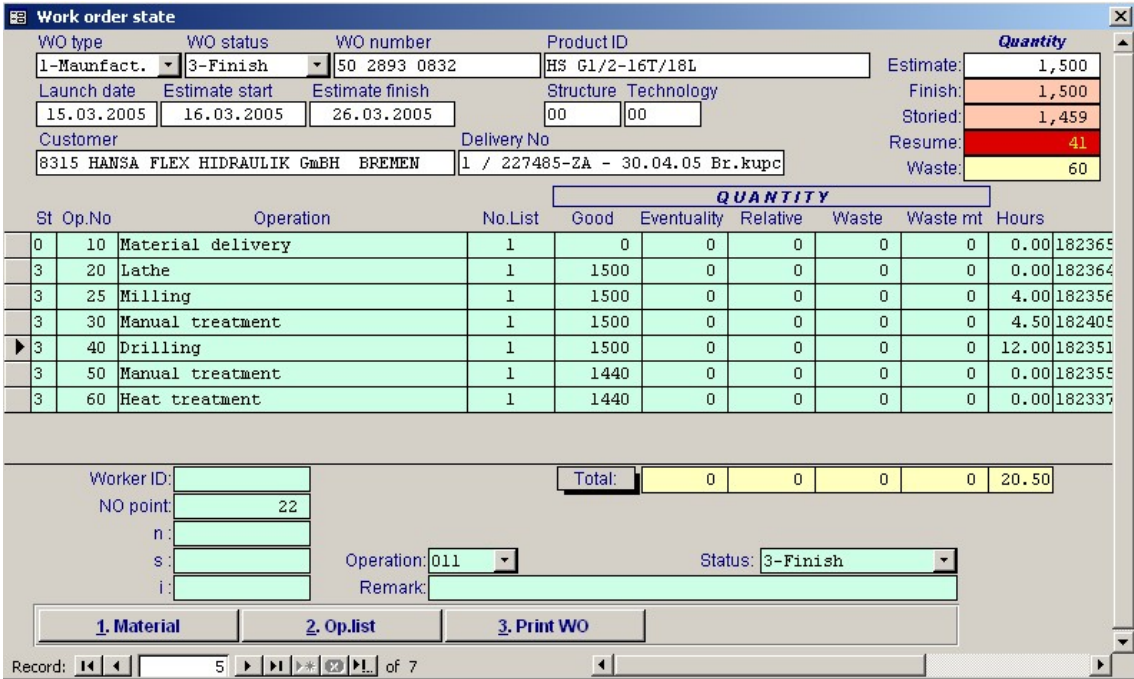 Work order state
WO type WO status WO number Product ID Quantity
1-Maunfact. 3-Finish 50 2893 0832 HS G1/2-16T/18L Estimate: 1,500
Launch date Estimate start Estimate finish Structure Technology Finish: 1,500
15.03.2005 16.03.2005 26.03.2005 00 00 Storied: 1,459
Customer Delivery No Resume: 41
8315 HANSA FLEX HIDRAULIK GmBH BREMEN 1 / 227485-ZA - 30.04.05 Br.kupc Waste: 60
QUANTITY
St Op.No Operation No.List Good Eventuality Relative Waste Waste mt Hours
0 10 Material delivery 1 0 0 0 0 0 0.00 182365
3 20 Lathe 1 1500 0 0 0 0 0.00 182364
3 25 Milling 1 1500 0 0 0 0 4.00 182356
3 30 Manual treatment 1 1500 0 0 0 0 4.50 182405
3 40 Drilling 1 1500 0 0 0 0 12.00 182351
3 50 Manual treatment 1 1440 0 0 0 0 0.00 182355
3 60 Heat treatment 1 1440 0 0 0 0 0.00 182337
Worker ID: Total: 0 0 0 0 20.50
NO point: 22
n :
s : Operation: 011 Status: 3-Finish
i : Remark:
1. Material 2. Op.list 3. Print WO
Record: 5 of 7